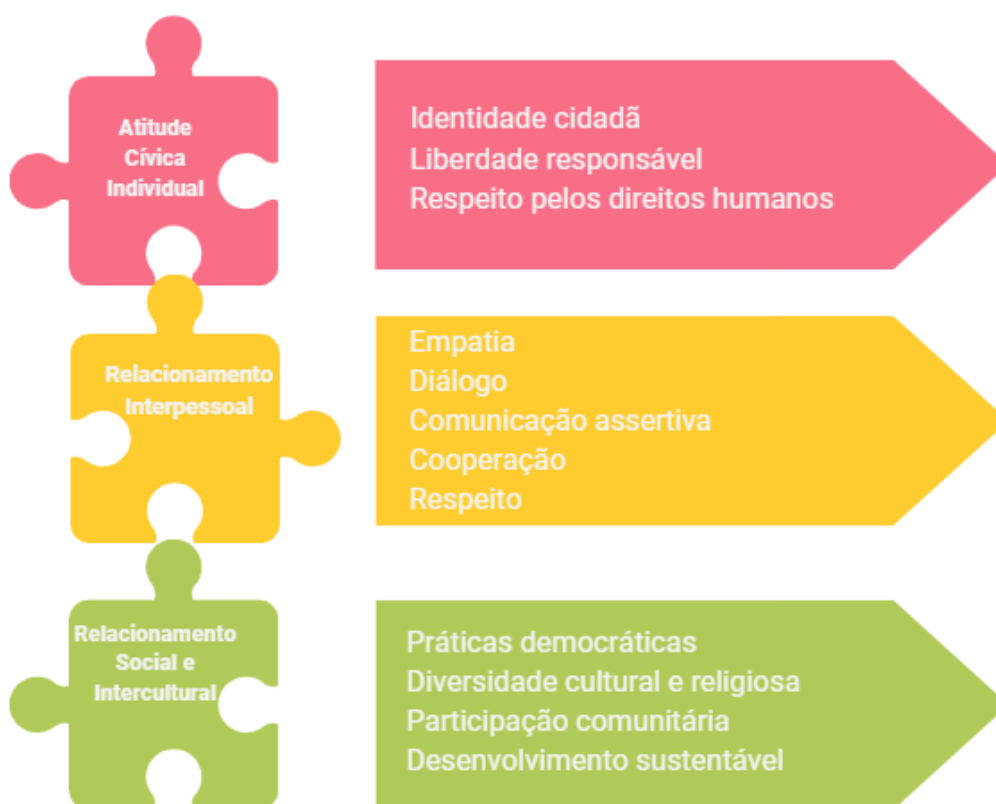 Atitude
Cívica
Individual
Identidade cidadã
Liberdade responsável
Respeito pelos direitos humanos
Relacionamento
Interpessoal
Empatia
Diálogo
Comunicação assertiva
Cooperação
Respeito
Relacionamento
Social e
Intercultural
Práticas democráticas
Diversidade cultural e religiosa
Participação comunitária
Desenvolvimento sustentável